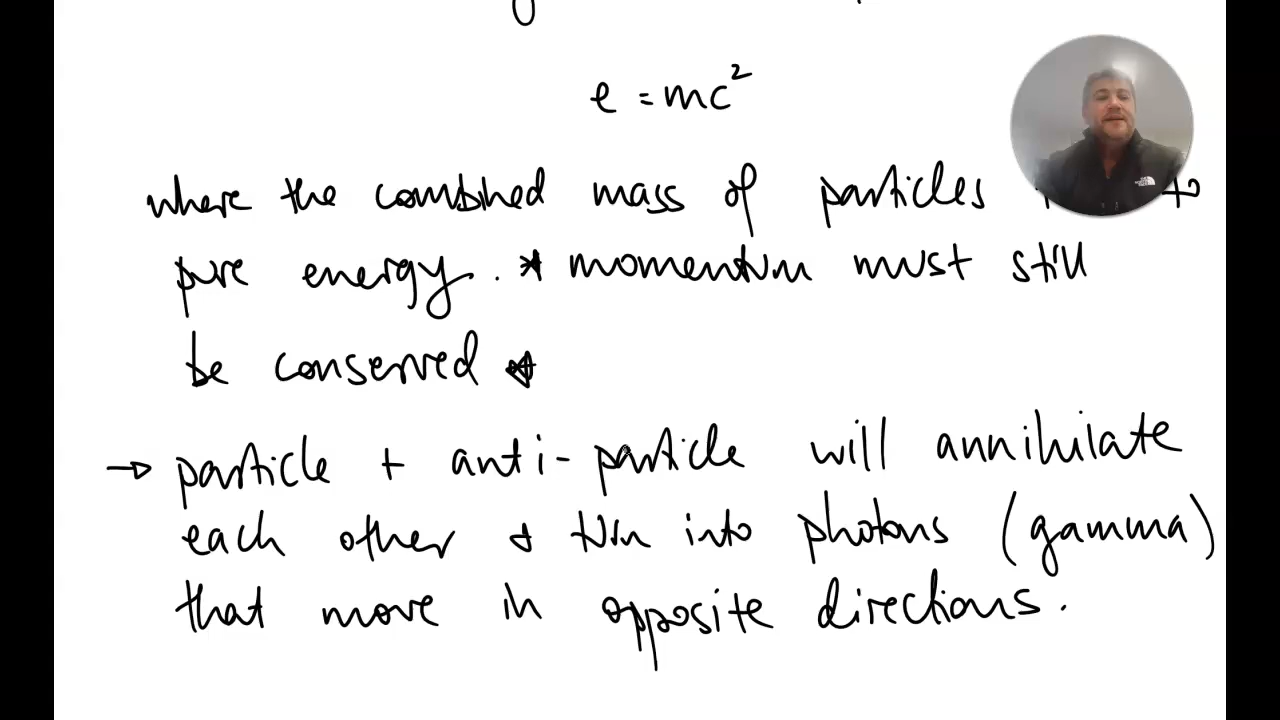 e = mc²
where the combined mass of particles
pure energy. * momentum must still
be conserved *
→ particle + anti-particle will annihilate
each other & turn into photons (gamma)
that move in opposite directions.